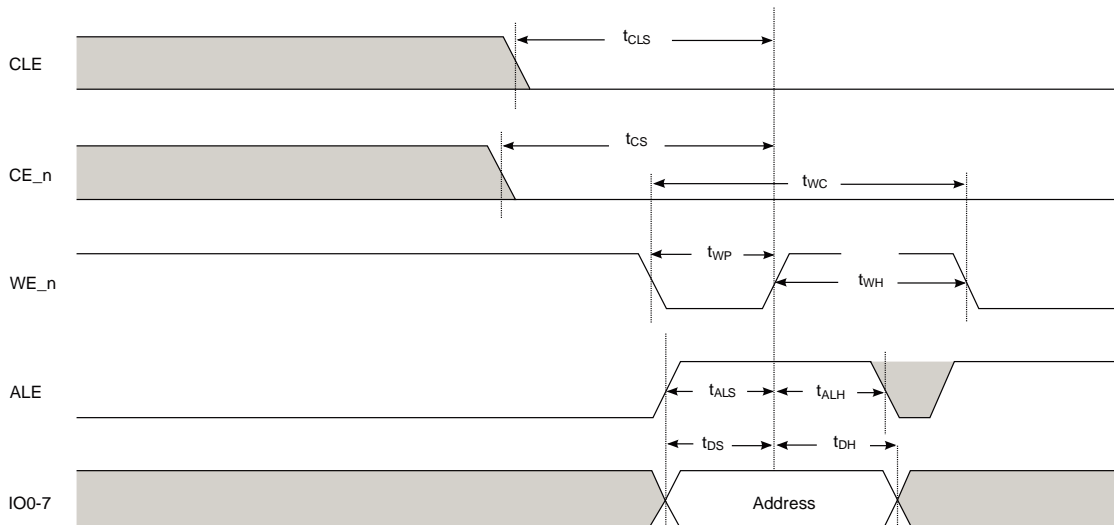 tCLS
CLE
tCS
CE_n
tWC
tWP
WE_n
tWH
ALE
tALS
tALH
tDS
tDH
IO0-7
Address